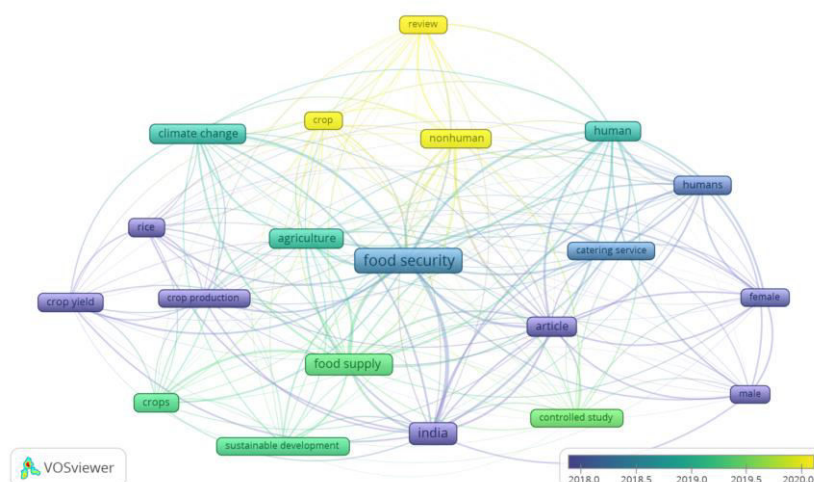 review
crop
nonhuman
climate change
human
humans
rice
agriculture
food security
catering service
crop yield
crop production
article
female
food supply
crops
controlled study
male
sustainable development
india
VOSviewer
2018.0 2018.5 2019.0 2019.5 2020.0